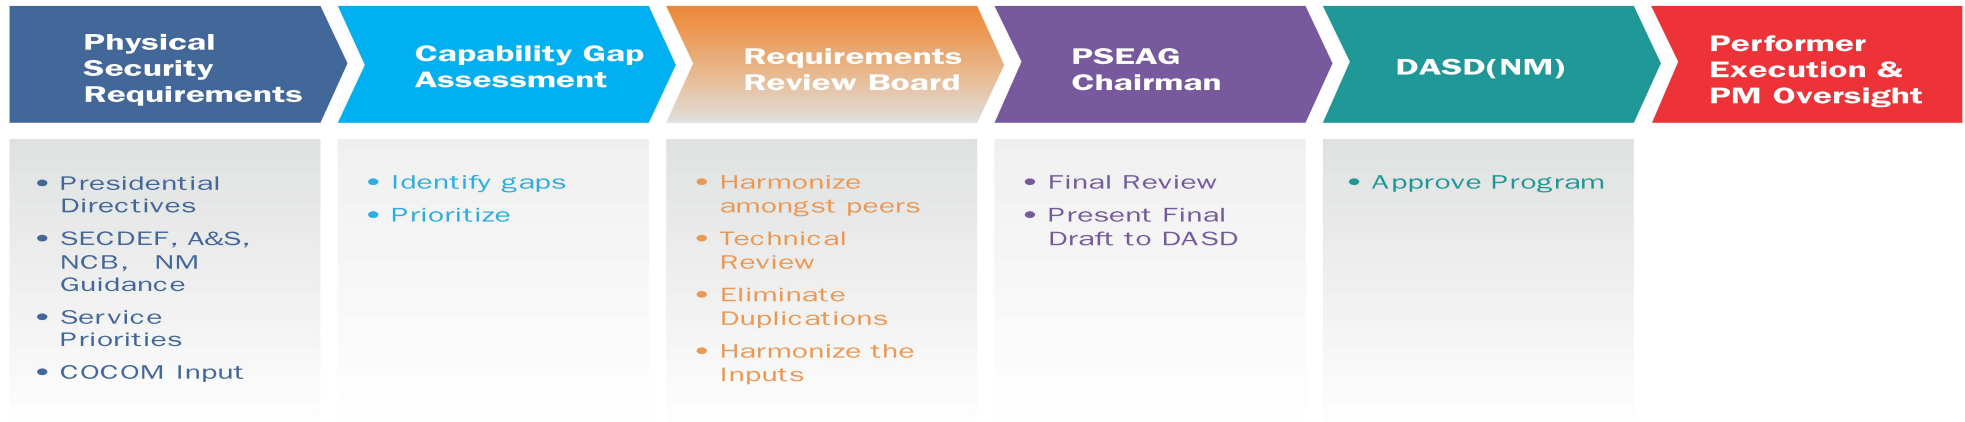 Physical
Security
Requirements
• Presidential
Directives
• SECDEF, A&S,
NCB, NM
Guidance
• Service
Priorities
• COCOM Input
Capability Gap
Assessment
• Identify gaps
• Prioritize
Requirements
Review Board
• Harmonize
amongst peers
• Technical
Review
• Eliminate
Duplications
• Harmonize the
Inputs
PSEAG
Chairman
• Final Review
• Present Final
Draft to DASD
DASD(NM)
• Approve Program
Performer
Execution &
PM Oversight